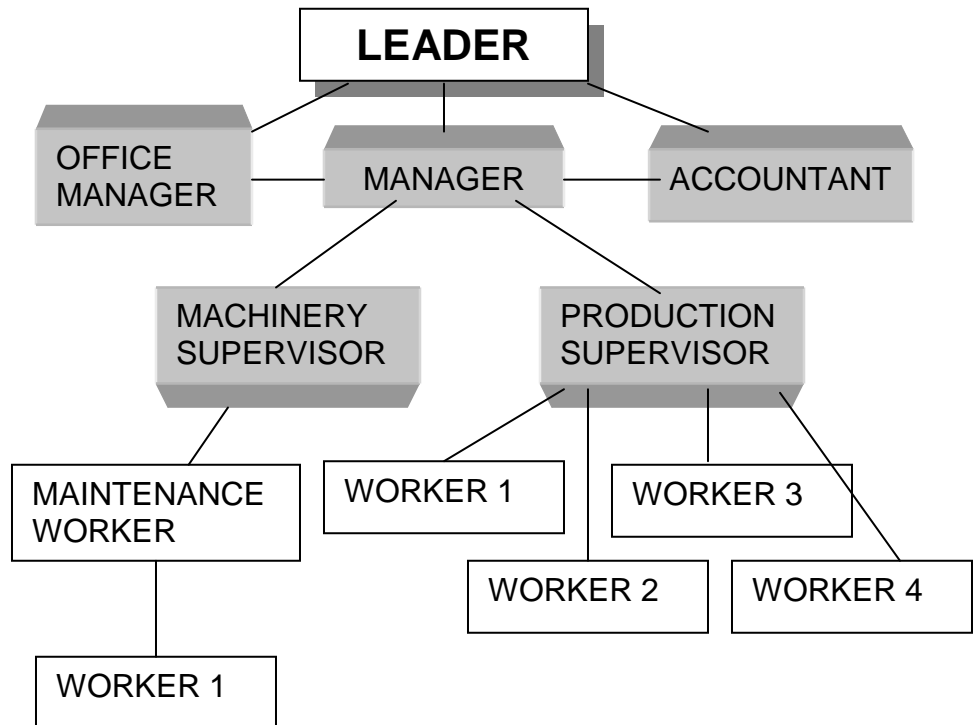 LEADER
OFFICE
MANAGER
MANAGER
ACCOUNTANT
MACHINERY
SUPERVISOR
PRODUCTION
SUPERVISOR
MAINTENANCE
WORKER
WORKER 1
WORKER 3
WORKER 2
WORKER 4
WORKER 1